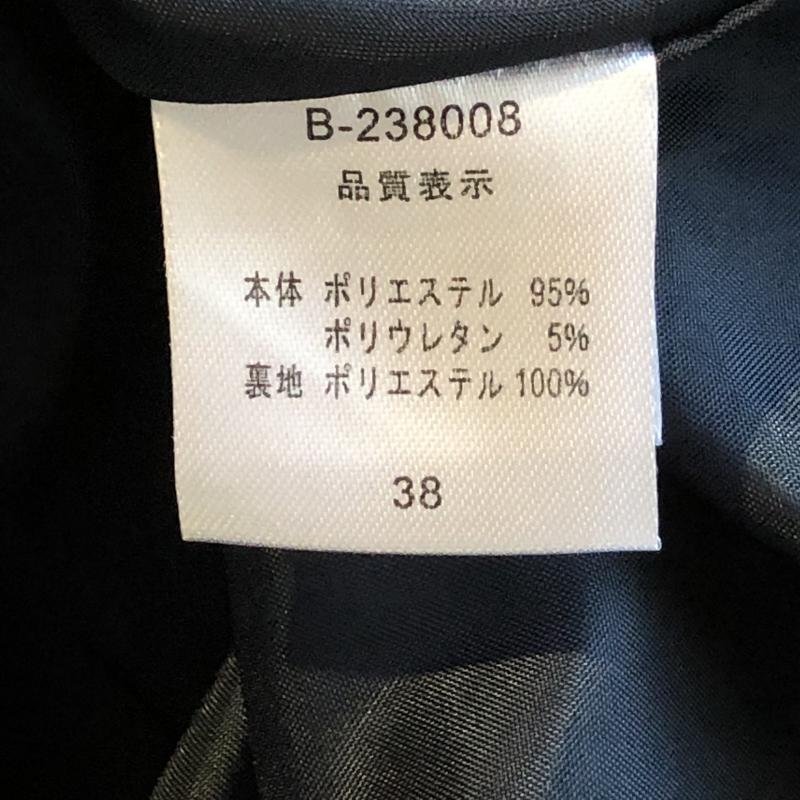 B-238008
品質表示
本体 ポリエステル 95%
ポリウレタン 5%
裏地 ポリエステル 100%
38